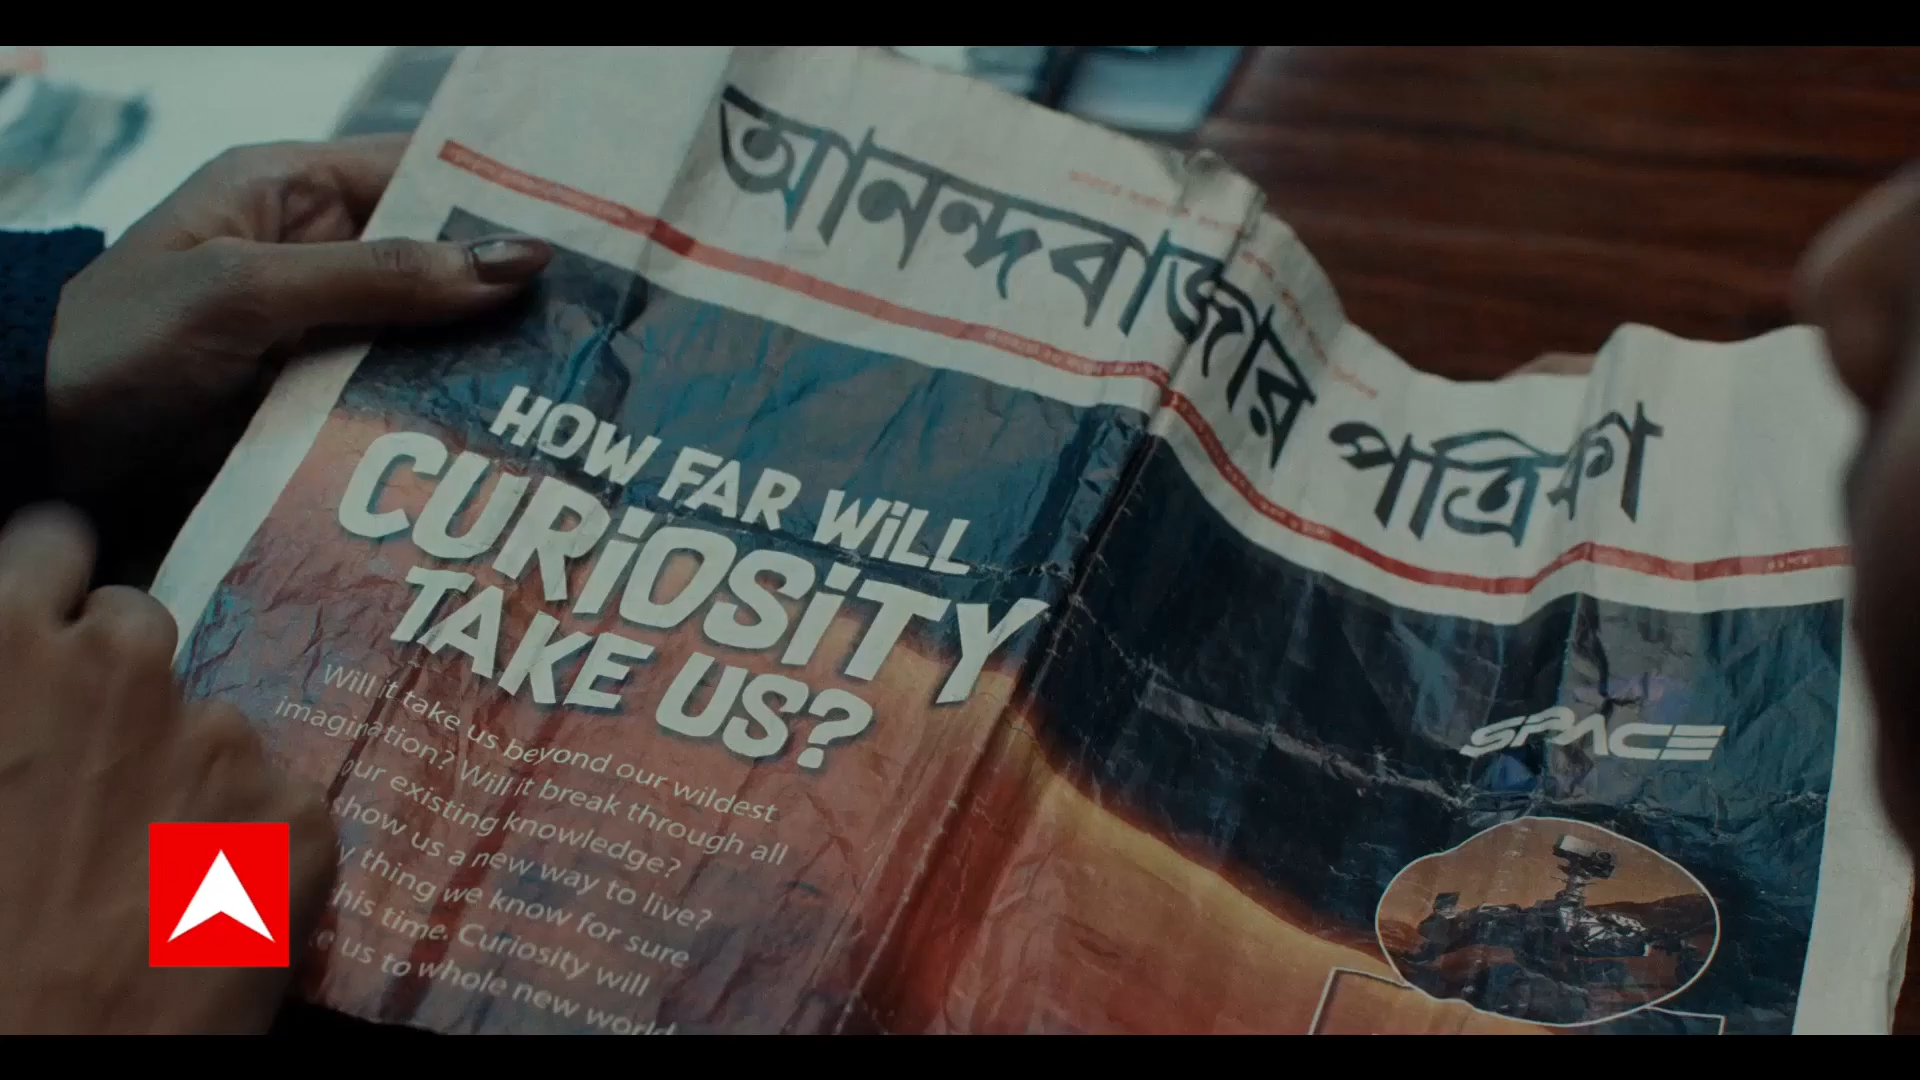 আনন্দবাজার পত্রিকা
HOW FAR WiLL
CURiOSiTY
TAKE US?
Will it take us beyond our wildest
imagination? Will it break through all
our existing knowledge?
show us a new way to live?
thing we know for sure
this time. Curiosity will
us to whole new world
SPACE